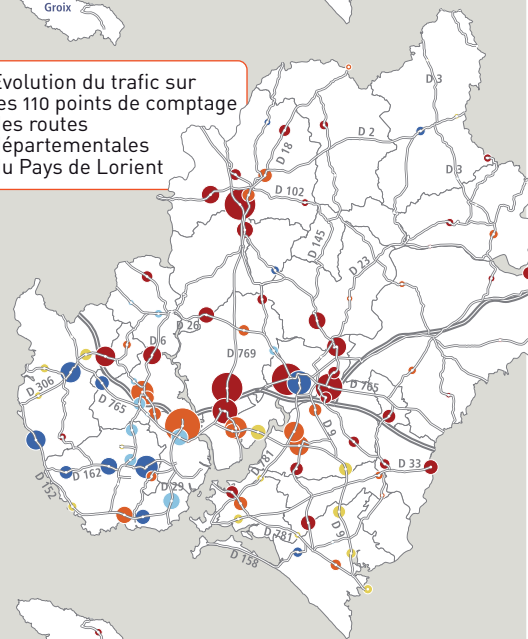 Groix
Evolution du trafic sur
es 110 points de comptage
es routes
épartementales
u Pays de Lorient
D 3
D 2
D 18
D 3
D 102
D 145
D 23
D 26
D 6
D 769
D 306
D 765
D 765
D 9
D 781
D 33
D 162
D 152
D 29
D 781
D 9
D 158